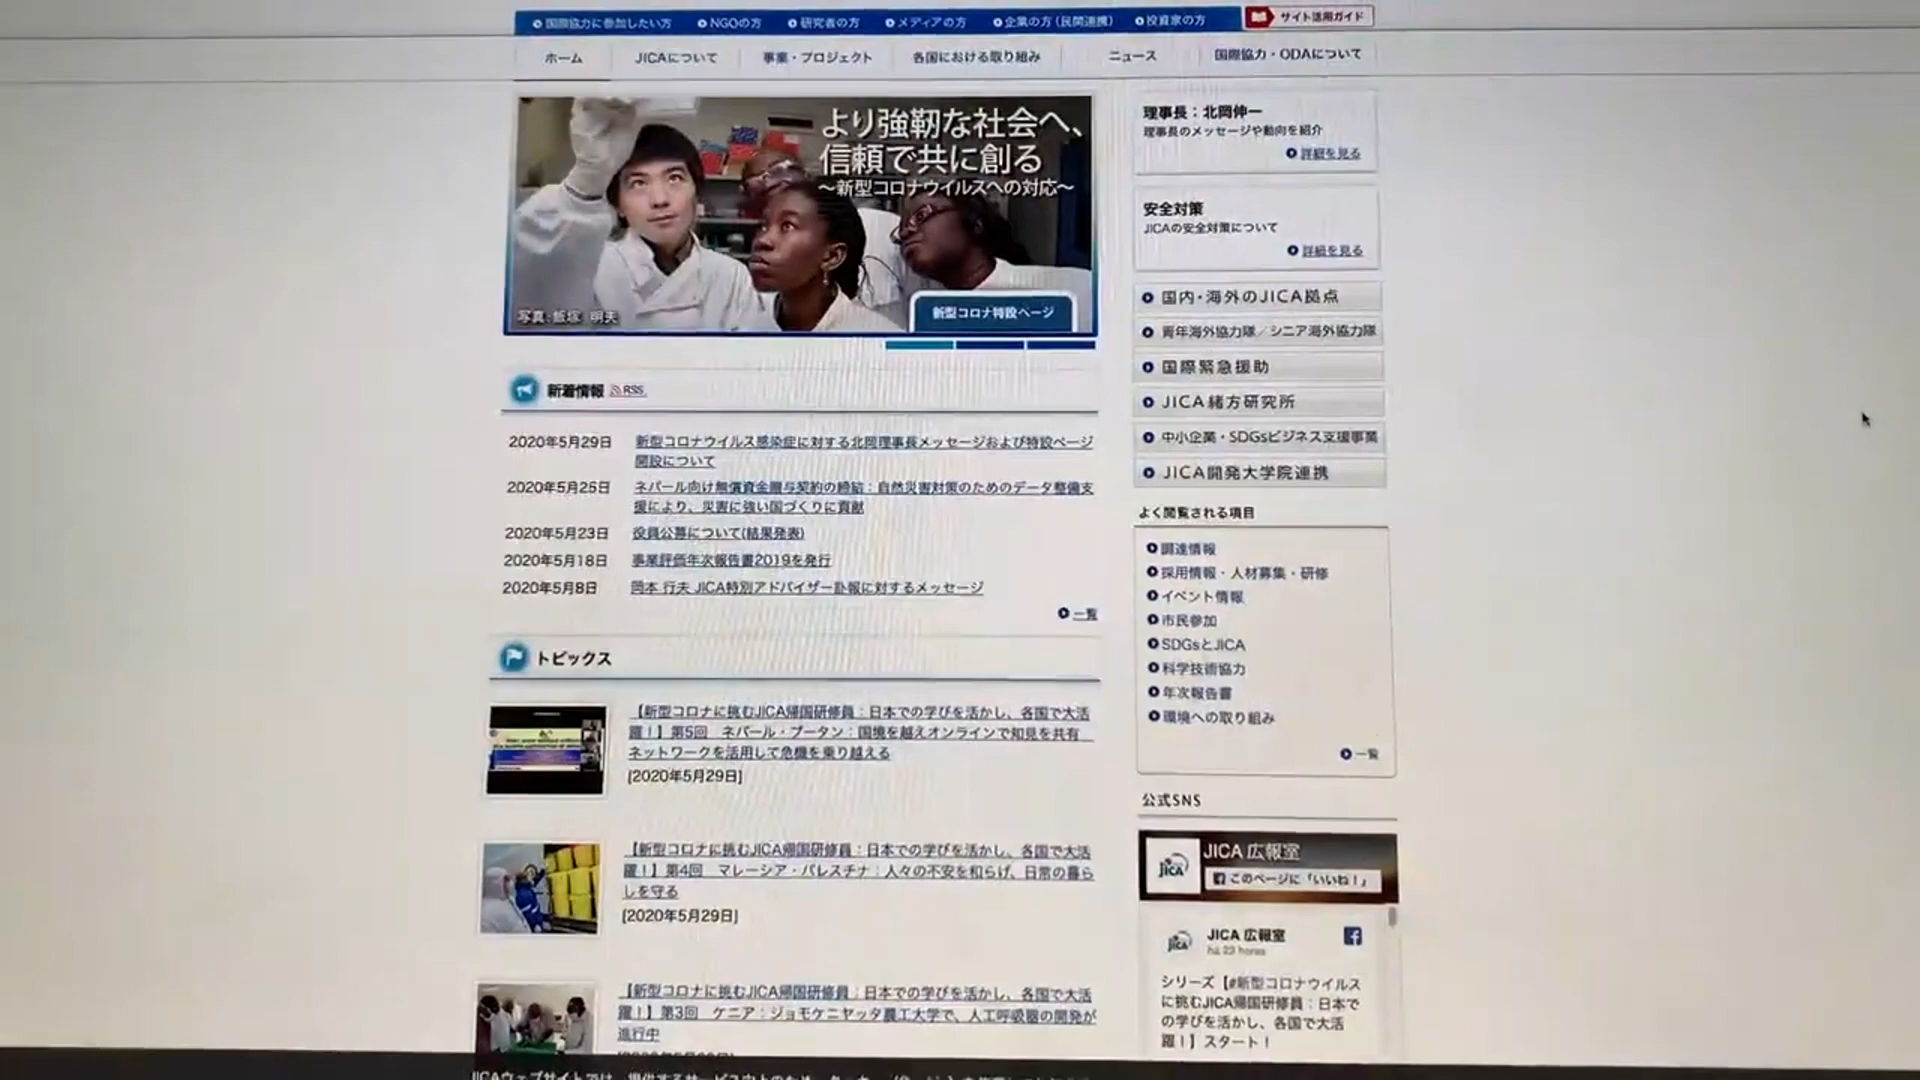 国際協力に参加したい方
NGOの方
研究者の方
メディアの方
企業の方(民間連携)
投資家の方
サイト活用ガイド
ホーム
JICAについて
事業・プロジェクト
各国における取り組み
ニュース
国際協力・ODAについて
より強靭な社会へ、
信頼で共に創る
~新型コロナウイルスへの対応~
写真:飯塚 明夫
新型コロナ特設ページ
新着情報 RSS
2020年5月29日 新型コロナウイルス感染症に対する北岡理事長メッセージおよび特設ページ
開設について
2020年5月25日 ネパール向け無償資金贈与契約の締結:自然災害対策のためのデータ整備支
援により、災害に強い国づくりに貢献
2020年5月23日 役員公募について(結果発表)
2020年5月18日 事業評価年次報告書2019を発行
2020年5月8日 岡本 行夫 JICA特別アドバイザー訃報に対するメッセージ
一覧
トピックス
【新型コロナに挑むJICA帰国研修員:日本での学びを活かし、各国で大活
躍!】第5回 ネパール・ブータン:国境を越えオンラインで知見を共有
ネットワークを活用して危機を乗り越える
[2020年5月29日]
【新型コロナに挑むJICA帰国研修員:日本での学びを活かし、各国で大活
躍!】第4回 マレーシア・パレスチナ:人々の不安を和らげ、日常の暮ら
しを守る
[2020年5月29日]
【新型コロナに挑むJICA帰国研修員:日本での学びを活かし、各国で大活
躍!】第3回 ケニア:ジョモケニヤッタ農工大学で、人工呼吸器の開発が
進行中
理事長:北岡伸一
理事長のメッセージや動向を紹介
詳細を見る
安全対策
JICAの安全対策について
詳細を見る
国内・海外のJICA拠点
青年海外協力隊/シニア海外協力隊
国際緊急援助
JICA緒方研究所
中小企業・SDGsビジネス支援事業
JICA開発大学院連携
よく閲覧される項目
調達情報
採用情報・人材募集・研修
イベント情報
市民参加
SDGsとJICA
科学技術協力
年次報告書
環境への取り組み
一覧
公式SNS
JICA
JICA 広報室
このページに「いいね!」
JICA
JICA 広報室
há 23 horas
シリーズ【#新型コロナウイルス
に挑むJICA帰国研修員:日本で
の学びを活かし、各国で大活
躍!】スタート!